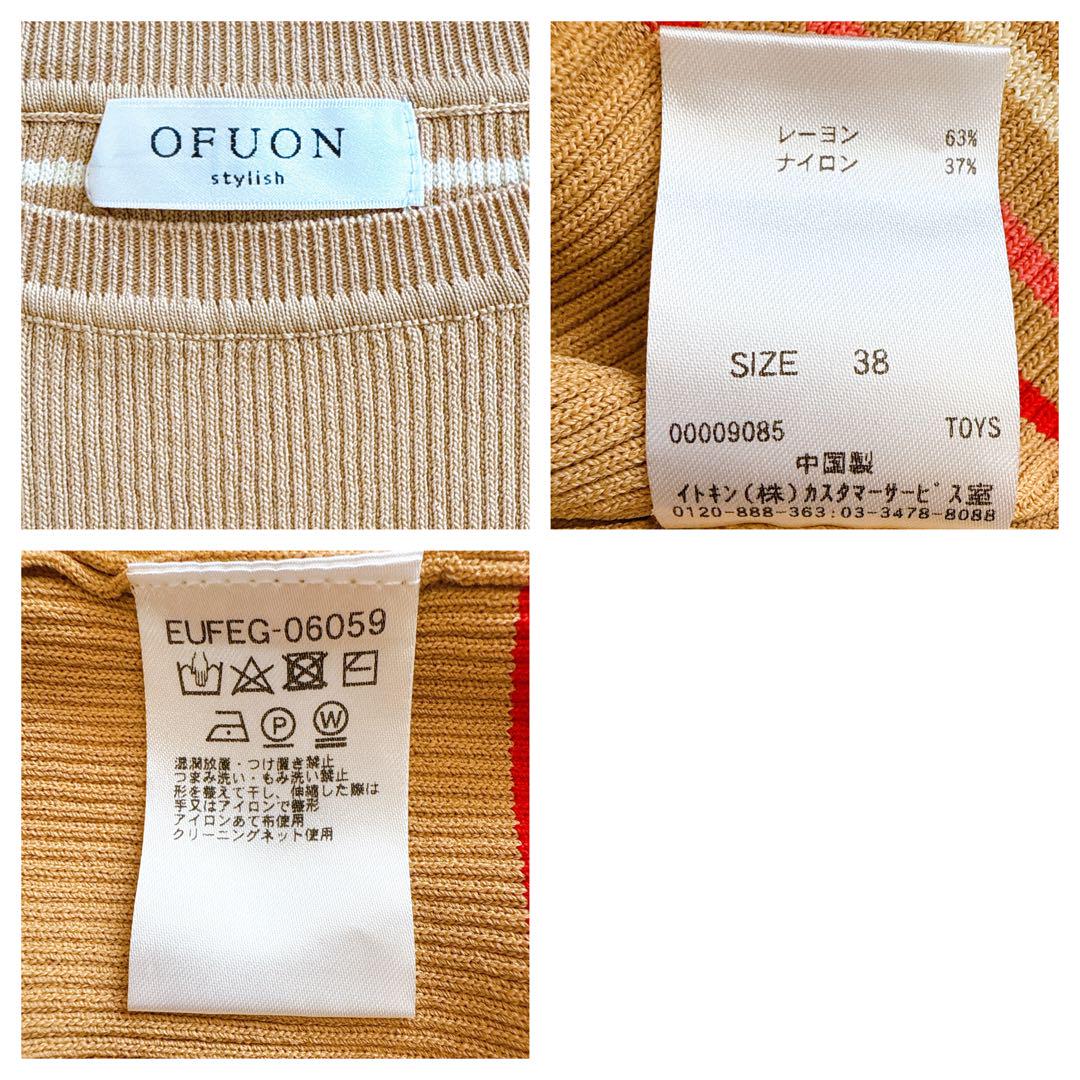 OFUON
stylish
レーヨン 63%
ナイロン 37%
SIZE 38
00009085 TOYS
中国製
イトキン(株)カスタマーサービス室
0120-888-363:03-3478-8088
EUFEG-06059
P W
湿潤放置・つけ置き禁止
つまみ洗い・もみ洗い禁止
形を整えて干し、伸縮した際は
手又はアイロンで整形
アイロンあて布使用
クリーニングネット使用